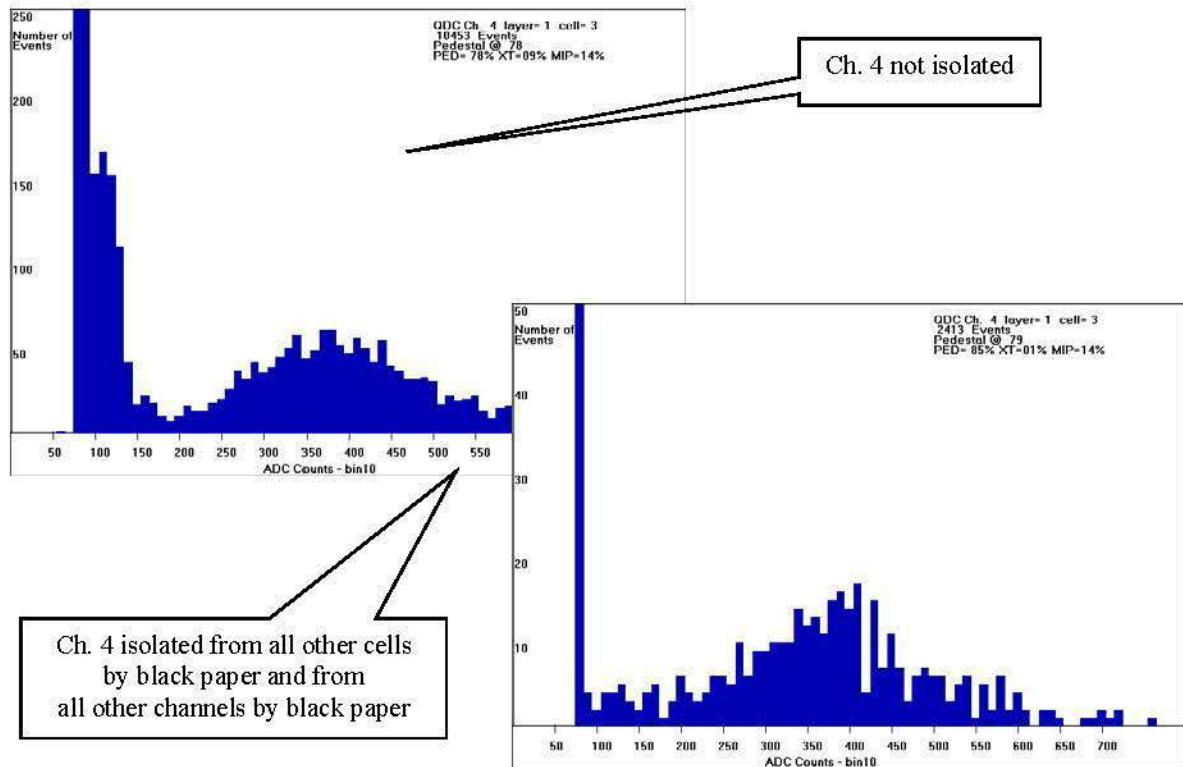 250
Number of
Events
200
150
100
50
QDC Ch. 4 layer= 1 cell= 3
10453 Events
Pedestal @ 78
PED= 78% XT=09% MIP=14%
50 100 150 200 250 300 350 400 450 500 550
ADC Counts - bin10
Ch. 4 not isolated
50
Number of
Events
40
30
20
10
QDC Ch. 4 layer= 1 cell= 3
2413 Events
Pedestal @ 79
PED= 85% XT=01% MIP=14%
50 100 150 200 250 300 350 400 450 500 550 600 650 700
ADC Counts - bin10
Ch. 4 isolated from all other cells
by black paper and from
all other channels by black paper